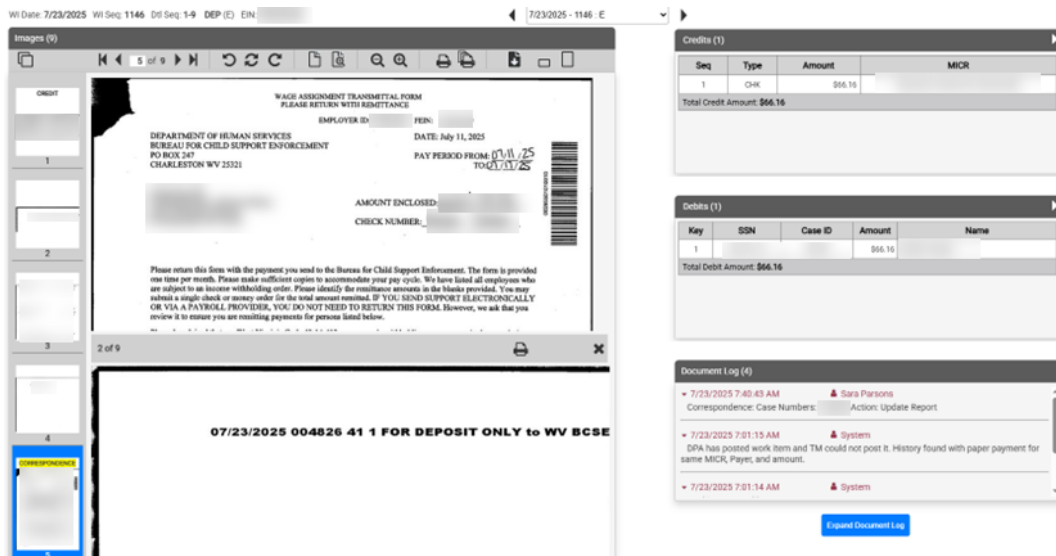 WI Date: 7/23/2025 WI Seq: 1146 Dtl Seq: 1-9 DEP (E) EIN:
7/23/2025 - 1146 : E
Images (9)
5 of 9
CREDIT
1
2
3
4
CORRESPONDENCE
5
WAGE ASSIGNMENT TRANSMITTAL FORM
PLEASE RETURN WITH REMITTANCE
EMPLOYER ID: FEIN:
DEPARTMENT OF HUMAN SERVICES
BUREAU FOR CHILD SUPPORT ENFORCEMENT
PO BOX 247
CHARLESTON WV 25321
DATE: July 11, 2025
PAY PERIOD FROM: 07/11/25
TO: 07/17/25
AMOUNT ENCLOSED:
CHECK NUMBER:
Please return this form with the payment you send to the Bureau for Child Support Enforcement. The form is provided
one time per month. Please make sufficient copies to accommodate your pay cycle. We have listed all employees who
are subject to an income withholding order. Please identify the remittance amounts in the blanks provided. You may
submit a single check or money order for the total amount remitted. IF YOU SEND SUPPORT ELECTRONICALLY
OR VIA A PAYROLL PROVIDER, YOU DO NOT NEED TO RETURN THIS FORM. However, we ask that you
review it to ensure you are remitting payments for persons listed below.
2 of 9
07/23/2025 004826 41 1 FOR DEPOSIT ONLY to WV BCSE
Credits (1)
Seq Type Amount MICR
1 CHK $66.16
Total Credit Amount: $66.16
Debits (1)
Key SSN Case ID Amount Name
1 $66.16
Total Debit Amount: $66.16
Document Log (4)
7/23/2025 7:40:43 AM Sara Parsons
Correspondence: Case Numbers: Action: Update Report
7/23/2025 7:01:15 AM System
DPA has posted work item and TM could not post it. History found with paper payment for
same MICR, Payer, and amount.
7/23/2025 7:01:14 AM System
Expand Document Log